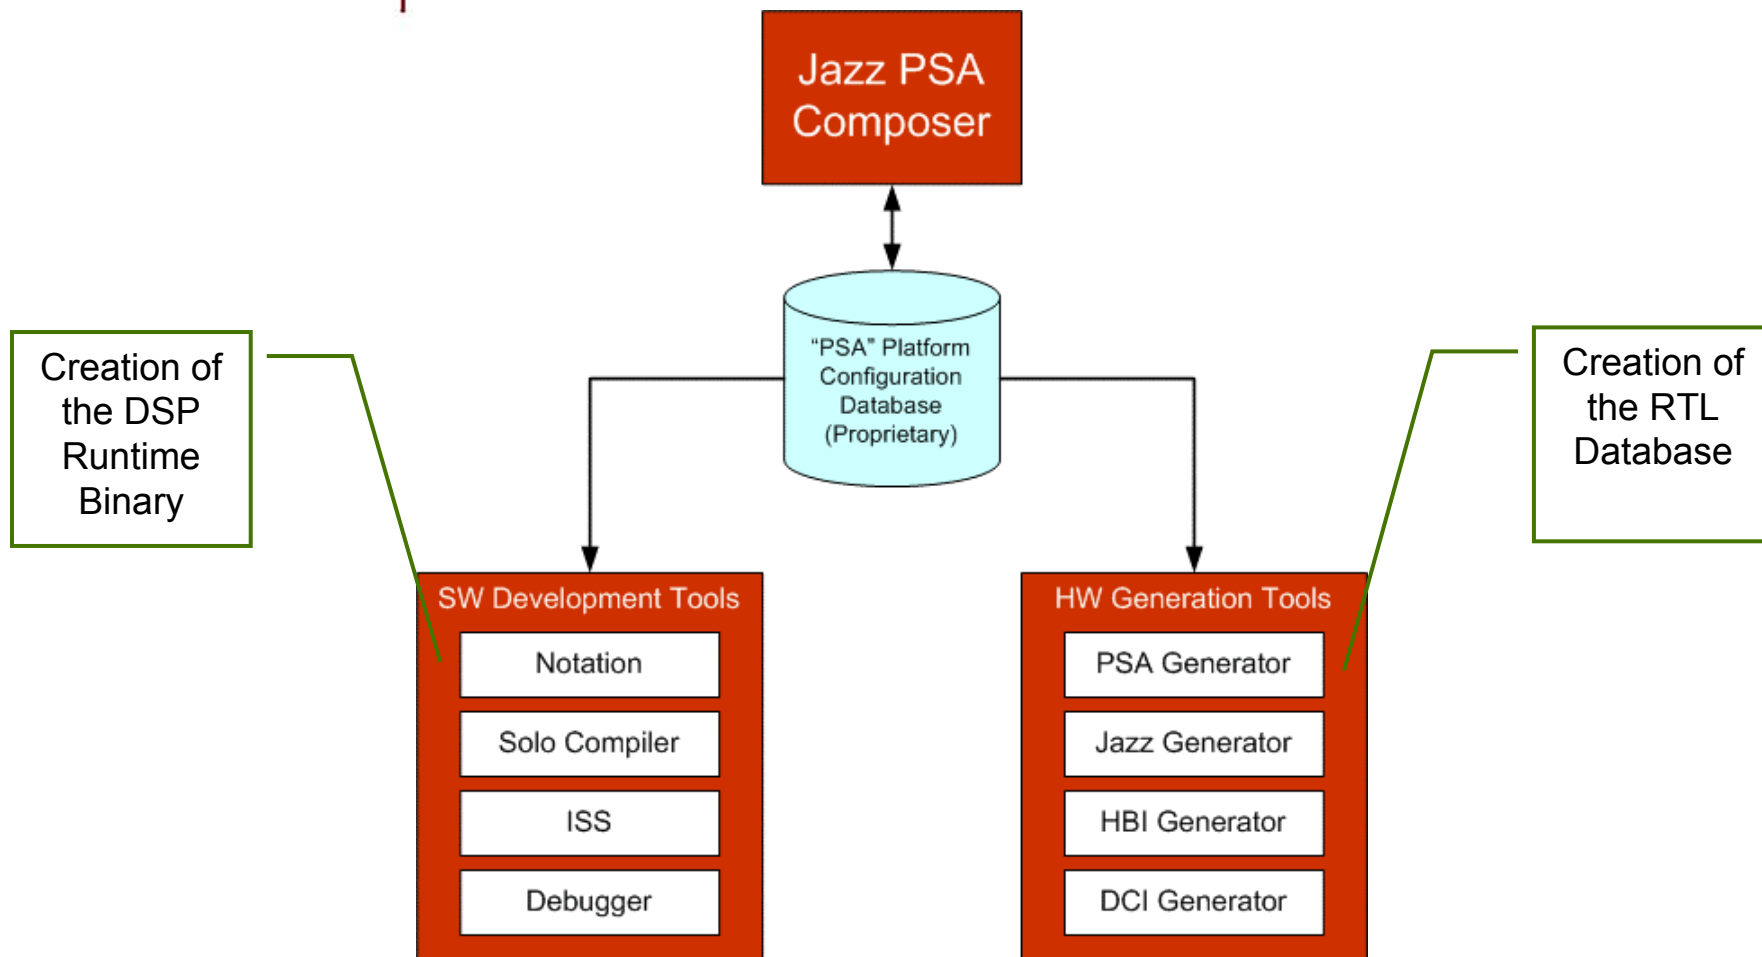 Jazz PSA
Composer
“PSA” Platform
Configuration
Database
(Proprietary)
Creation of
the DSP
Runtime
Binary
Creation of
the RTL
Database
SW Development Tools
Notation
Solo Compiler
ISS
Debugger
HW Generation Tools
PSA Generator
Jazz Generator
HBI Generator
DCI Generator